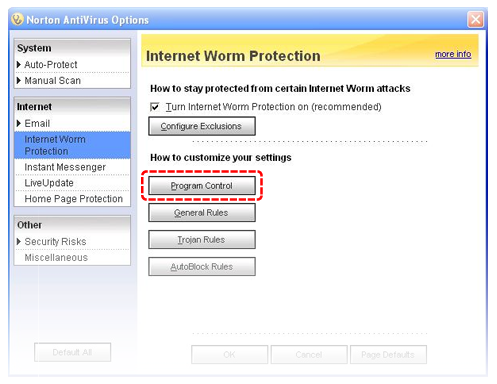 Norton AntiVirus Options
System
Auto-Protect
Manual Scan
Internet
Email
Internet Worm
Protection
Instant Messenger
LiveUpdate
Home Page Protection
Other
Security Risks
Miscellaneous
Default All
Internet Worm Protection
more info
How to stay protected from certain Internet Worm attacks
Turn Internet Worm Protection on (recommended)
Configure Exclusions
How to customize your settings
Program Control
General Rules
Trojan Rules
AutoBlock Rules
OK
Cancel
Page Defaults